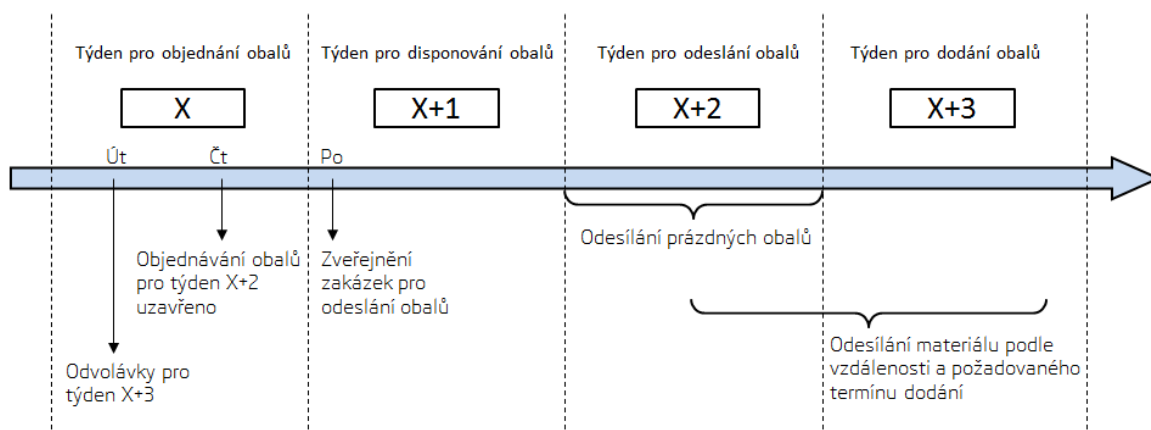 Týden pro objednání obalů
Týden pro disponování obalů
Týden pro odeslání obalů
Týden pro dodání obalů
X
X+1
X+2
X+3
Út
Čt
Po
Objednávání obalů
pro týden X+2
uzavřeno
Zveřejnění
zakázek pro
odeslání obalů
Odesílání prázdných obalů
Odvolávky pro
týden X+3
Odesílání materiálu podle
vzdálenosti a požadovaného
termínu dodání